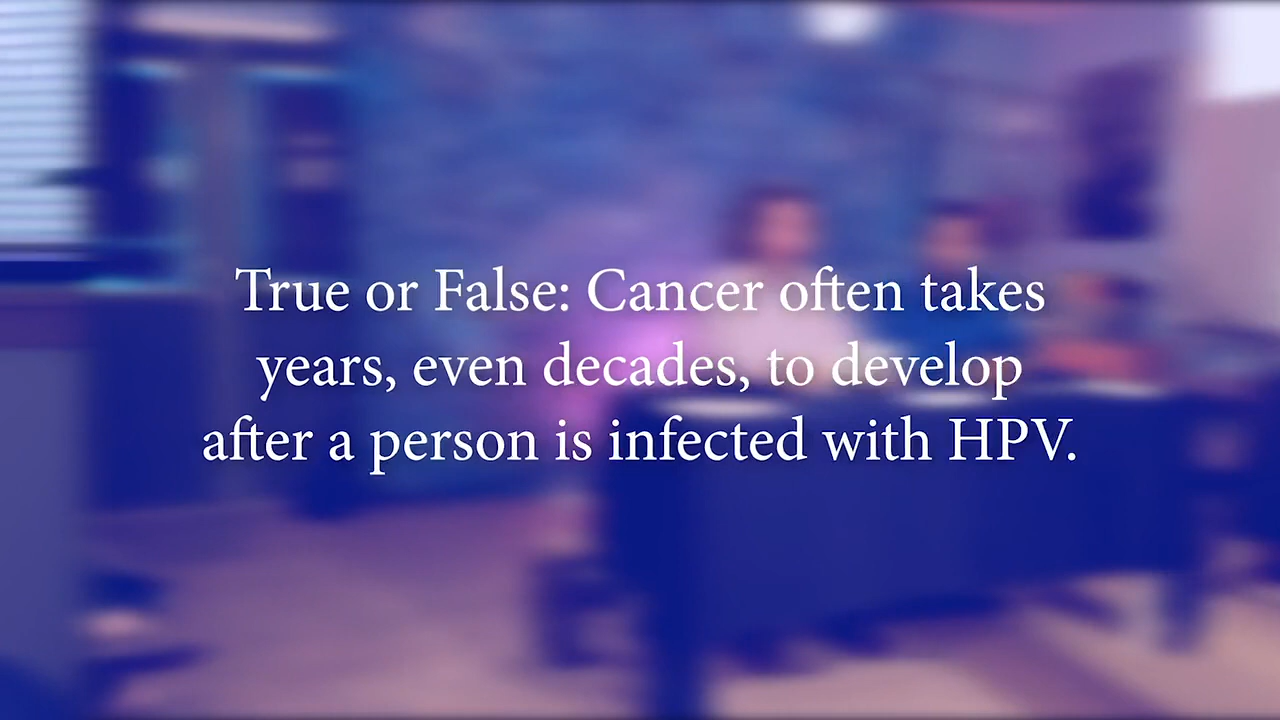 True or False: Cancer often takes
years, even decades, to develop
after a person is infected with HPV.